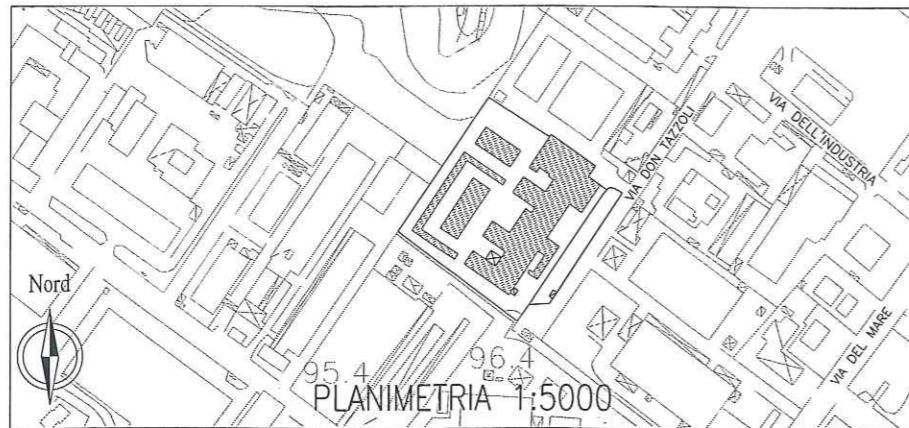 VIA DELL'INDUSTRIA
VIA DON TAZZOLI
Nord
VIA DEL MARE
95.4
96.4
PLANIMETRIA 1:5000